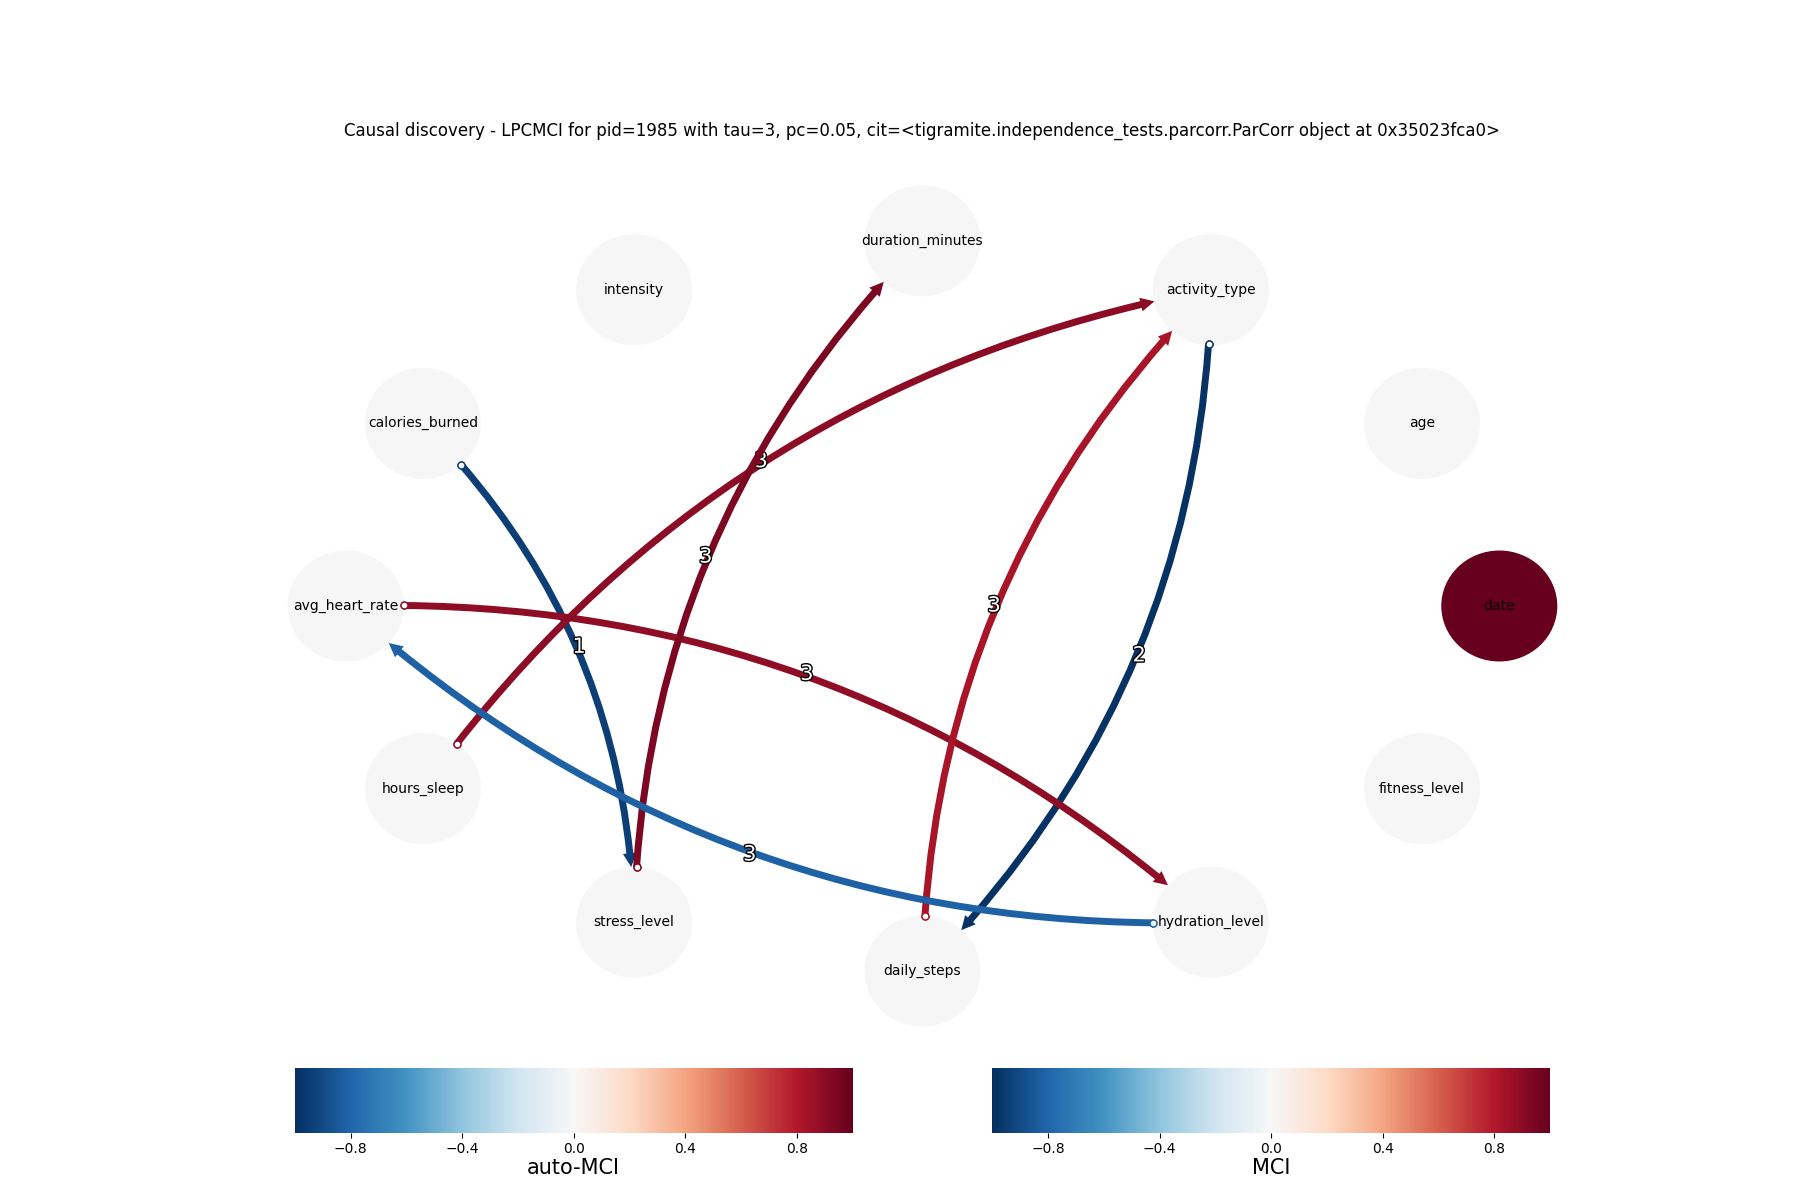 Causal discovery - LPCMCI for pid=1985 with tau=3, pc=0.05, cit=<tigramite.independence_tests.parcorr.ParCorr object at 0x35023fca0>
duration_minutes
intensity
activity_type
calories_burned
age
3
3
avg_heart_rate
3
date
1
2
3
hours_sleep
fitness_level
3
stress_level
hydration_level
daily_steps
−0.8 −0.4 0.0 0.4 0.8
auto-MCI
−0.8 −0.4 0.0 0.4 0.8
MCI